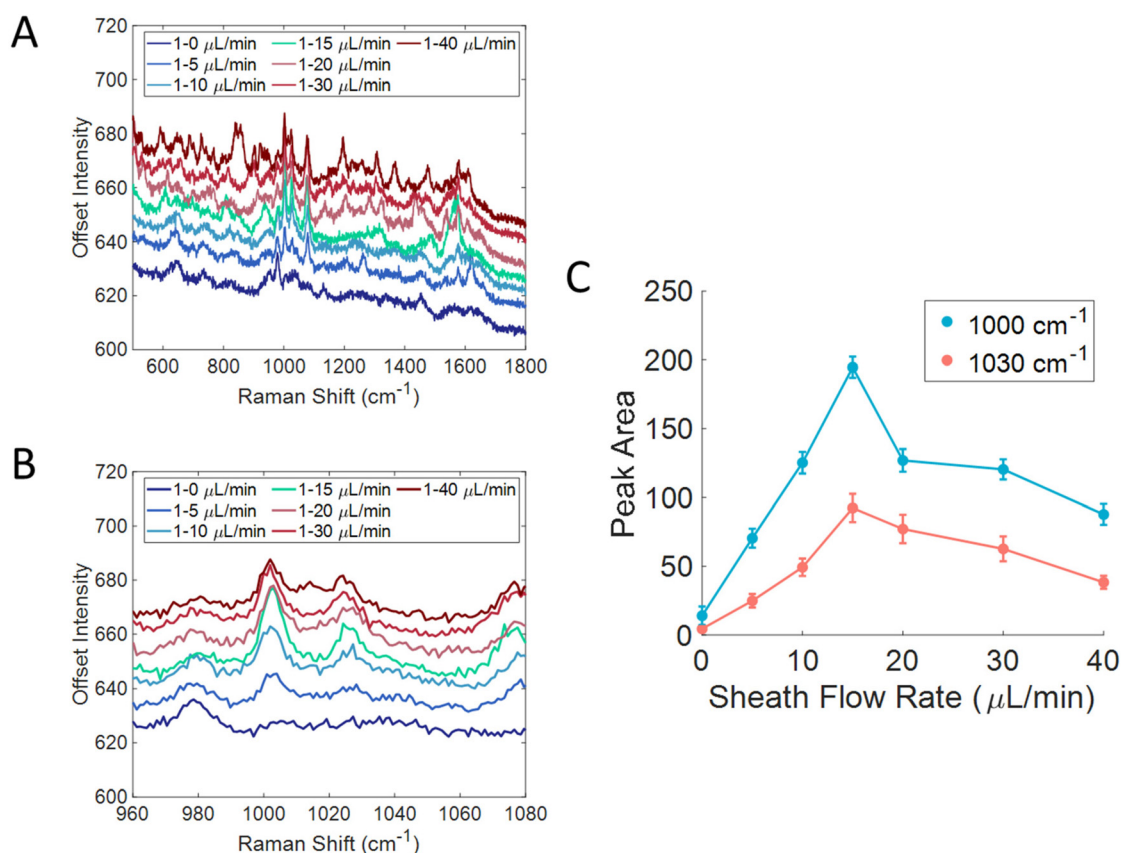 A
720
700
680
660
640
620
600
Offset Intensity
1-0 μL/min
1-5 μL/min
1-10 μL/min
1-15 μL/min
1-20 μL/min
1-30 μL/min
1-40 μL/min
600 800 1000 1200 1400 1600 1800
Raman Shift (cm⁻¹)
B
720
700
680
660
640
620
600
Offset Intensity
1-0 μL/min
1-5 μL/min
1-10 μL/min
1-15 μL/min
1-20 μL/min
1-30 μL/min
1-40 μL/min
960 980 1000 1020 1040 1060 1080
Raman Shift (cm⁻¹)
C
250
200
150
100
50
0
Peak Area
1000 cm⁻¹
1030 cm⁻¹
0 10 20 30 40
Sheath Flow Rate (μL/min)